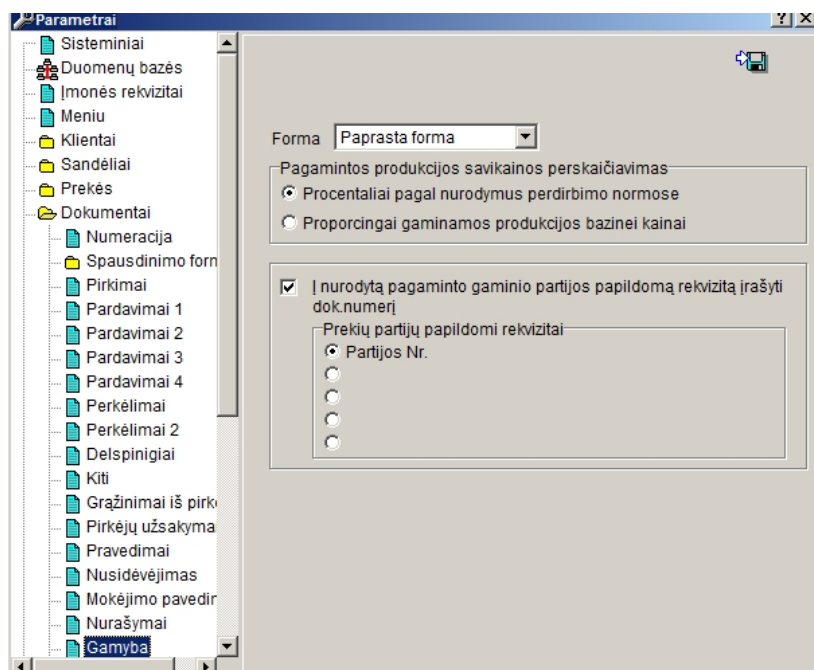 Parametrai
Sisteminiai
Duomenų bazės
Įmonės rekvizitai
Meniu
Klientai
Sandėliai
Prekės
Dokumentai
Numeracija
Spausdinimo forn
Pirkimai
Pardavimai 1
Pardavimai 2
Pardavimai 3
Pardavimai 4
Perkėlimai
Perkėlimai 2
Delspinigiai
Kiti
Grąžinimai iš pirk
Pirkėjų užsakyma
Pravedimai
Nusidėvėjimas
Mokėjimo pavedir
Nurašymai
Gamyba
Forma Paprasta forma
Pagamintos produkcijos savikainos perskaičiavimas
Procentaliai pagal nurodymus perdirbimo normose
Proporcingai gaminamos produkcijos bazinei kainai
Į nurodytą pagaminto gaminio partijos papildomą rekvizitą įrašyti
dok.numerį
Prekių partijų papildomi rekvizitai
Partijos Nr.